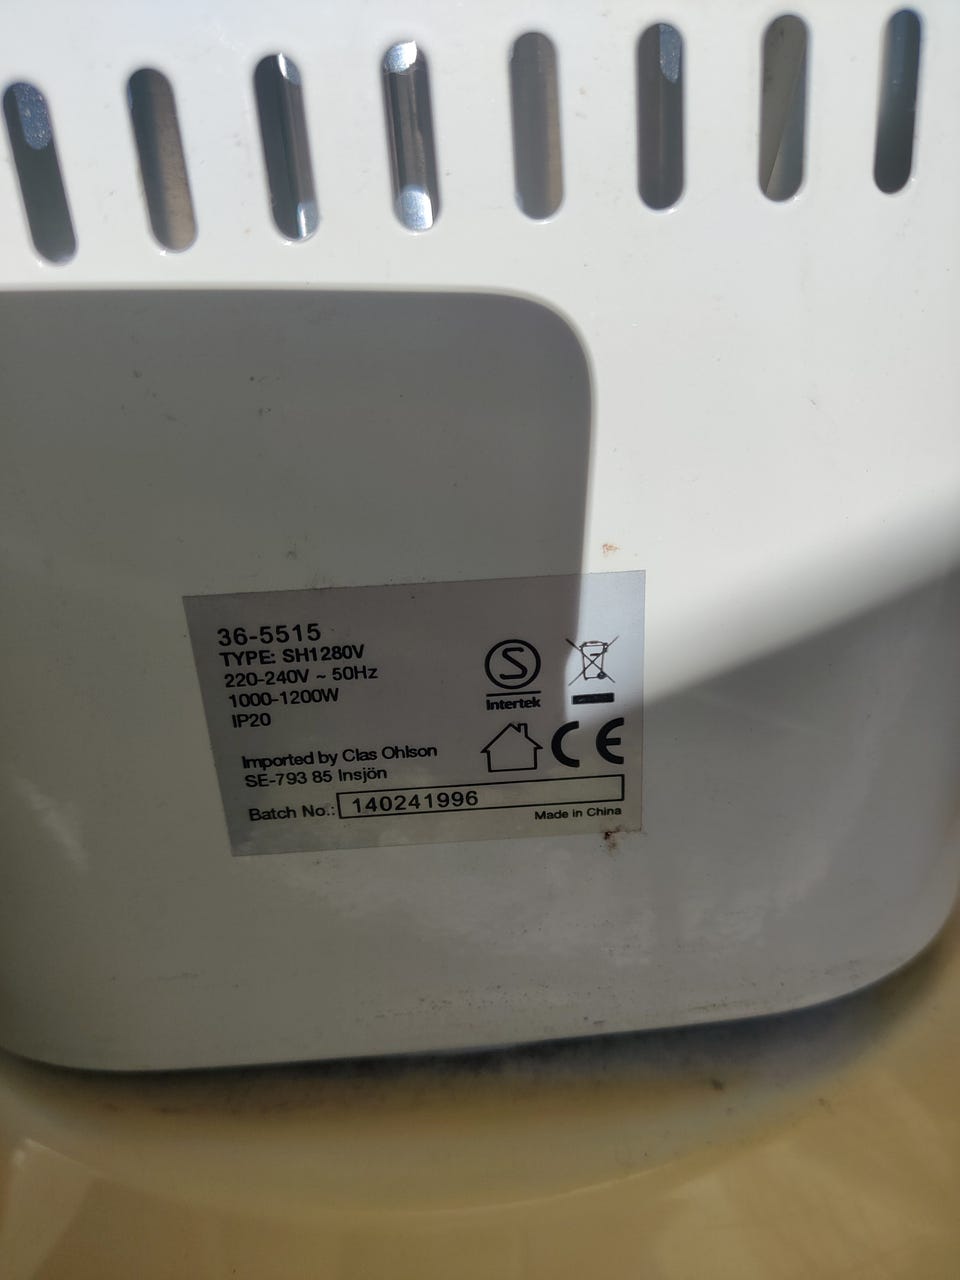 36-5515
TYPE: SH1280V
220-240V ~ 50Hz
1000-1200W
IP20
S
Intertek
CE
Imported by Clas Ohlson
SE-793 85 Insjön
Batch No.: 140241996
Made in China